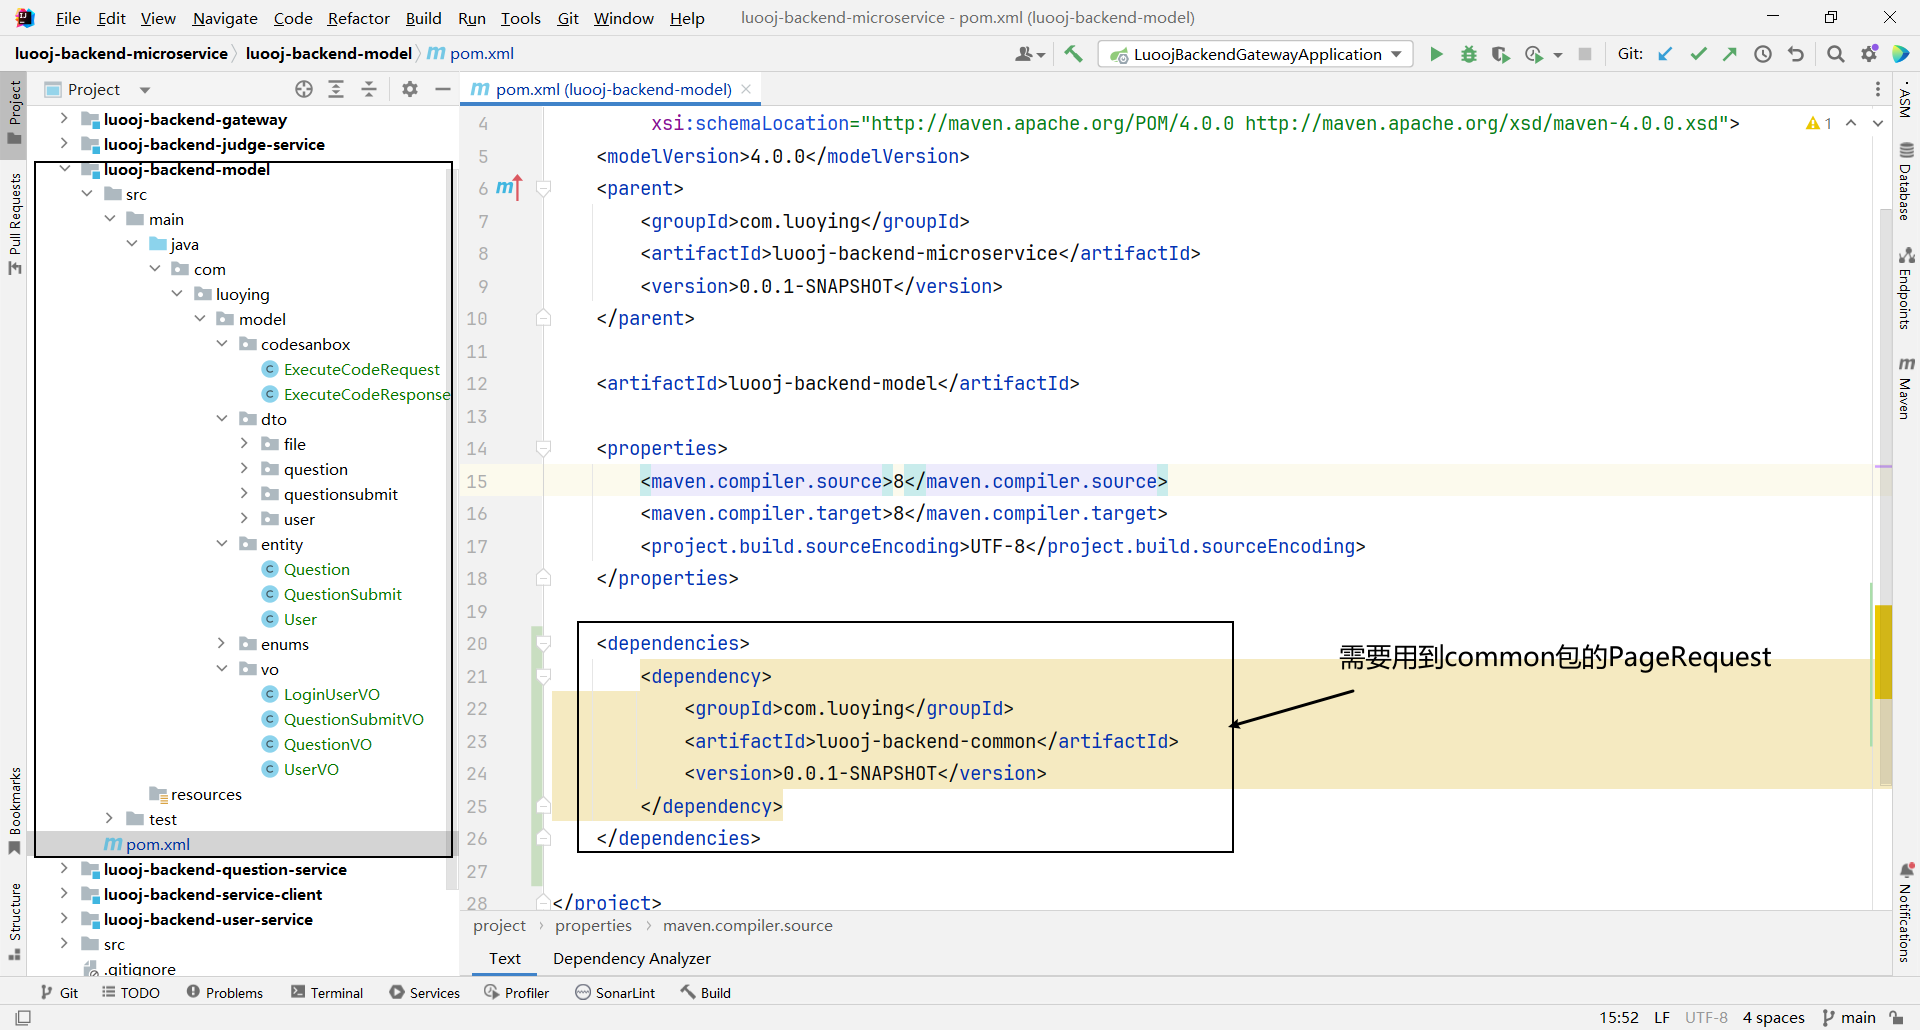 File Edit View Navigate Code Refactor Build Run Tools Git Window Help luooj-backend-microservice - pom.xml (luooj-backend-model)
luooj-backend-microservice luooj-backend-model pom.xml LuoojBackendGatewayApplication Git:
Project
pom.xml (luooj-backend-model)
Project
Pull Requests
Bookmarks
Structure
luooj-backend-gateway
luooj-backend-judge-service
luooj-backend-model
src
main
java
com
luoying
model
codesanbox
ExecuteCodeRequest
ExecuteCodeResponse
dto
file
question
questionsubmit
user
entity
Question
QuestionSubmit
User
enums
vo
LoginUserVO
QuestionSubmitVO
QuestionVO
UserVO
resources
test
pom.xml
luooj-backend-question-service
luooj-backend-service-client
luooj-backend-user-service
src
.gitignore
4 xsi:schemaLocation="http://maven.apache.org/POM/4.0.0 http://maven.apache.org/xsd/maven-4.0.0.xsd">
1
5 <modelVersion>4.0.0</modelVersion>
6 <parent>
7 <groupId>com.luoying</groupId>
8 <artifactId>luooj-backend-microservice</artifactId>
9 <version>0.0.1-SNAPSHOT</version>
10 </parent>
11
12 <artifactId>luooj-backend-model</artifactId>
13
14 <properties>
15 <maven.compiler.source>8</maven.compiler.source>
16 <maven.compiler.target>8</maven.compiler.target>
17 <project.build.sourceEncoding>UTF-8</project.build.sourceEncoding>
18 </properties>
19
20 <dependencies>
21 <dependency>
22 <groupId>com.luoying</groupId>
23 <artifactId>luooj-backend-common</artifactId>
24 <version>0.0.1-SNAPSHOT</version>
25 </dependency>
26 </dependencies>
27
28 </project>
需要用到common包的PageRequest
ASM
Database
Endpoints
Maven
Notifications
project properties maven.compiler.source
Text Dependency Analyzer
Git TODO Problems Terminal Services Profiler SonarLint Build
15:52 LF UTF-8 4 spaces main